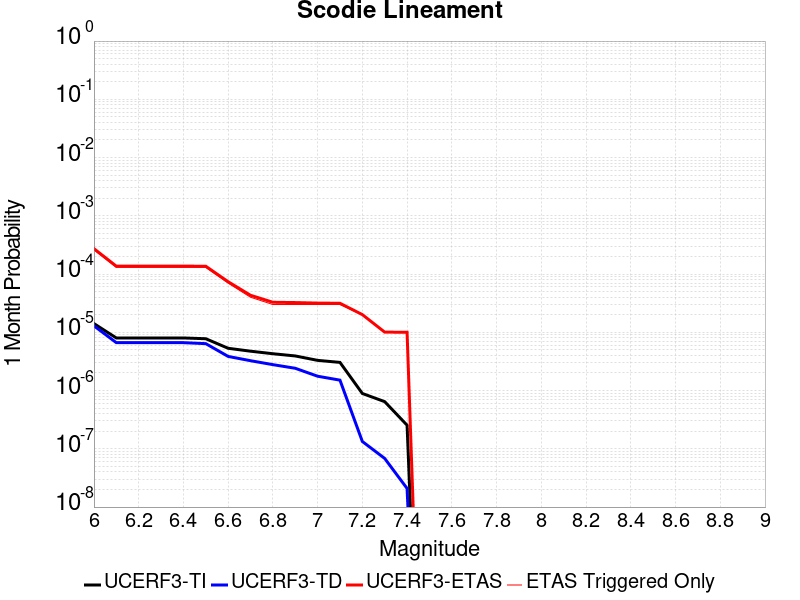 Scodie Lineament
10^0
10^-1
10^-2
10^-3
10^-4
10^-5
10^-6
10^-7
10^-8
1 Month Probability
6 6.2 6.4 6.6 6.8 7 7.2 7.4 7.6 7.8 8 8.2 8.4 8.6 8.8 9
Magnitude
UCERF3-TI UCERF3-TD UCERF3-ETAS ETAS Triggered Only